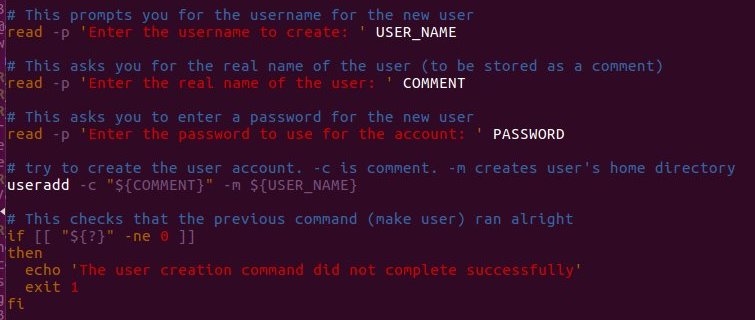 # This prompts you for the username for the new user
read -p 'Enter the username to create: ' USER_NAME
# This asks you for the real name of the user (to be stored as a comment)
read -p 'Enter the real name of the user: ' COMMENT
# This asks you to enter a password for the new user
read -p 'Enter the password to use for the account: ' PASSWORD
# try to create the user account. -c is comment. -m creates user's home directory
useradd -c "${COMMENT}" -m ${USER_NAME}
# This checks that the previous command (make user) ran alright
if [[ "${?}" -ne 0 ]]
then
  echo 'The user creation command did not complete successfully'
  exit 1
fi